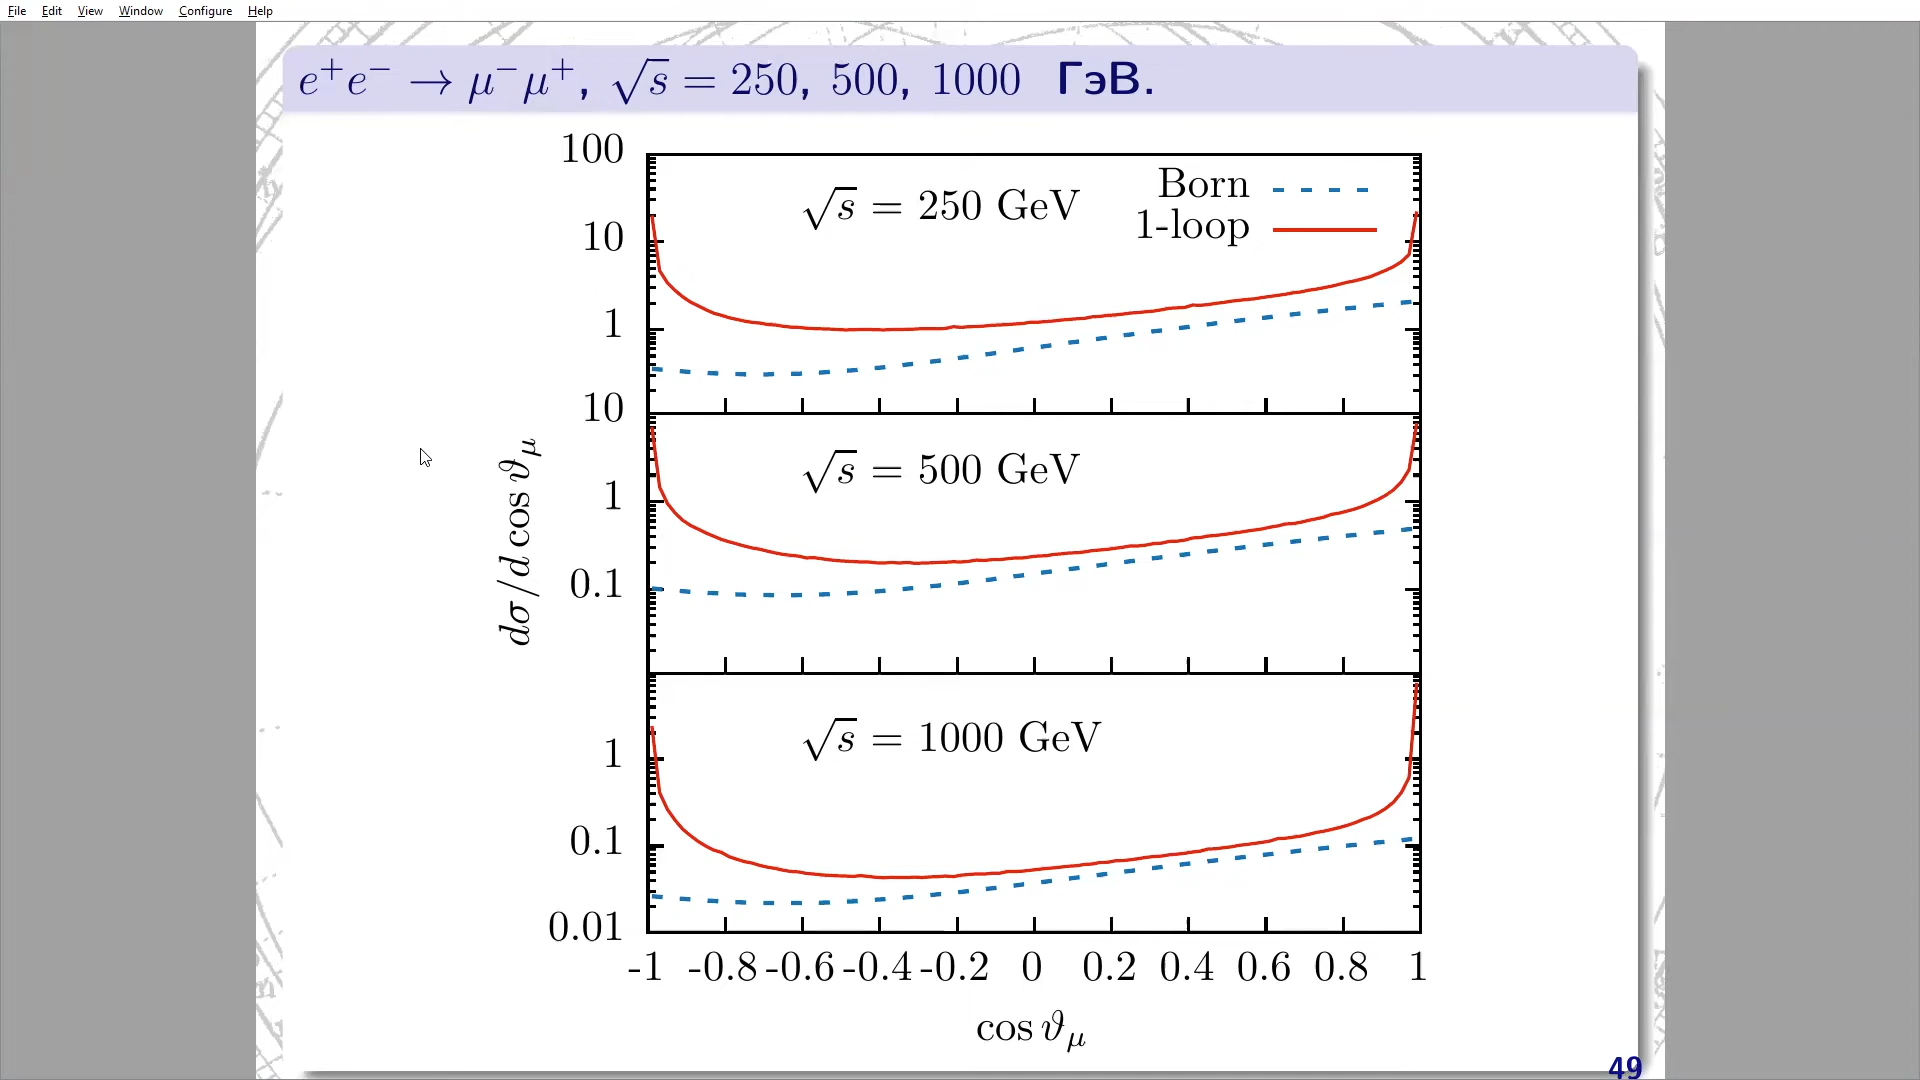 File Edit View Window Configure Help
e⁺e⁻ → μ⁻μ⁺, √s = 250, 500, 1000 ГэВ.
100
√s = 250 GeV
Born
1-loop
10
1
10
√s = 500 GeV
1
0.1
dσ/d cos ϑμ
√s = 1000 GeV
1
0.1
0.01
-1 -0.8 -0.6 -0.4 -0.2 0 0.2 0.4 0.6 0.8 1
cos ϑμ
49